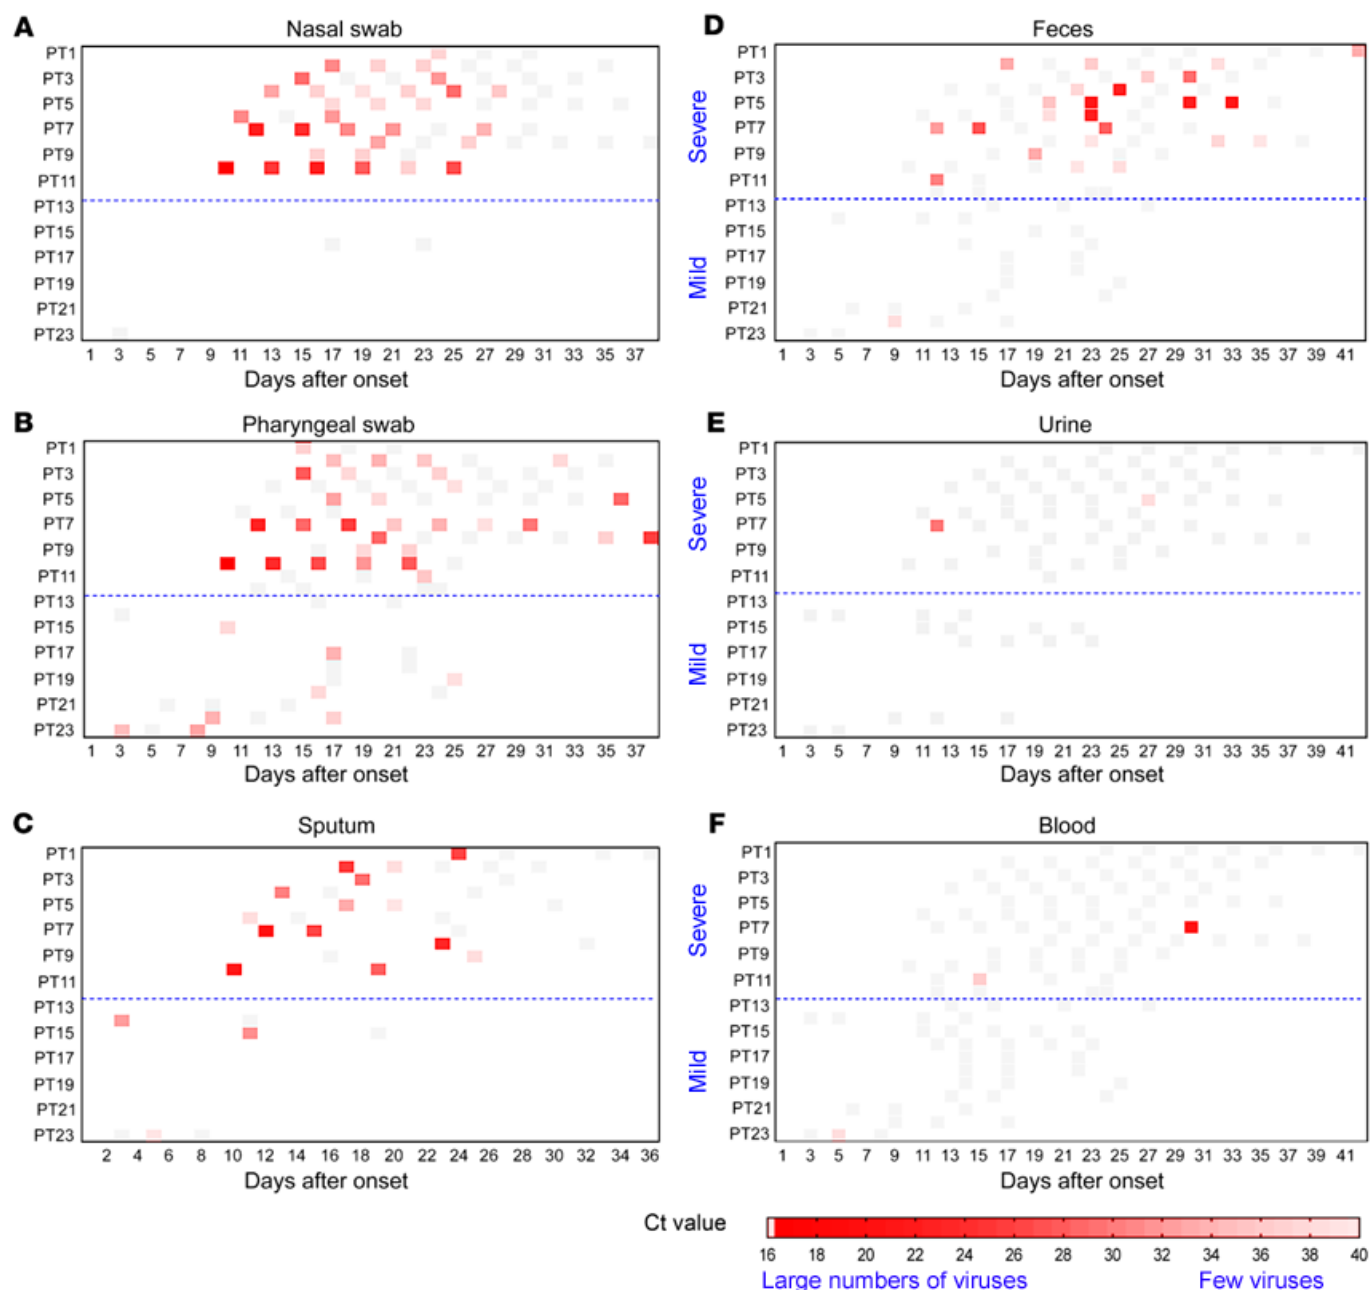 A
Nasal swab
PT1
PT3
PT5
PT7
PT9
PT11
PT13
PT15
PT17
PT19
PT21
PT23
1 3 5 7 9 11 13 15 17 19 21 23 25 27 29 31 33 35 37
Days after onset
B
Pharyngeal swab
PT1
PT3
PT5
PT7
PT9
PT11
PT13
PT15
PT17
PT19
PT21
PT23
1 3 5 7 9 11 13 15 17 19 21 23 25 27 29 31 33 35 37
Days after onset
C
Sputum
PT1
PT3
PT5
PT7
PT9
PT11
PT13
PT15
PT17
PT19
PT21
PT23
2 4 6 8 10 12 14 16 18 20 22 24 26 28 30 32 34 36
Days after onset
D
Feces
Severe
Mild
PT1
PT3
PT5
PT7
PT9
PT11
PT13
PT15
PT17
PT19
PT21
PT23
1 3 5 7 9 11 13 15 17 19 21 23 25 27 29 31 33 35 37 39 41
Days after onset
E
Urine
Severe
Mild
PT1
PT3
PT5
PT7
PT9
PT11
PT13
PT15
PT17
PT19
PT21
PT23
1 3 5 7 9 11 13 15 17 19 21 23 25 27 29 31 33 35 37 39 41
Days after onset
F
Blood
Severe
Mild
PT1
PT3
PT5
PT7
PT9
PT11
PT13
PT15
PT17
PT19
PT21
PT23
1 3 5 7 9 11 13 15 17 19 21 23 25 27 29 31 33 35 37 39 41
Days after onset
Ct value
16 18 20 22 24 26 28 30 32 34 36 38 40
Large numbers of viruses Few viruses